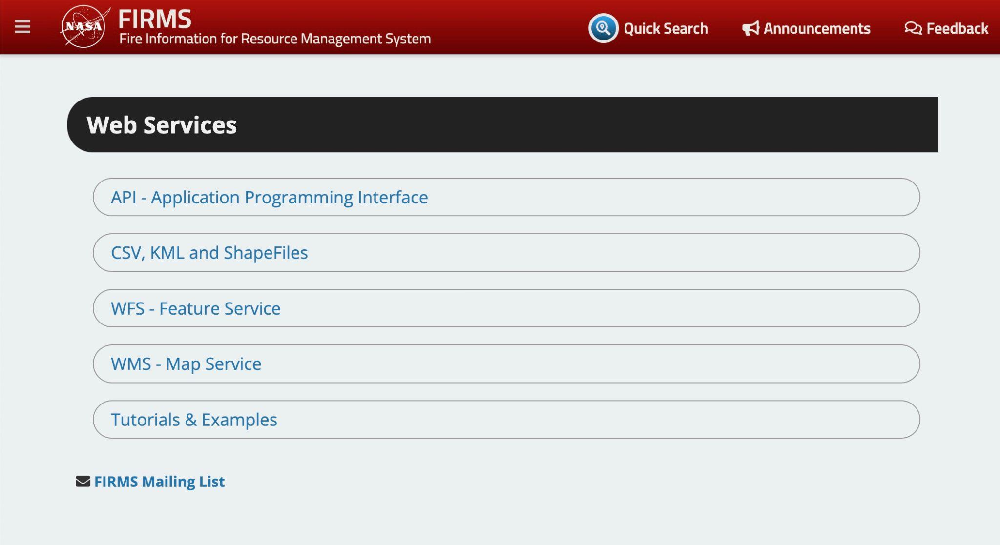 NASA
FIRMS
Fire Information for Resource Management System
Quick Search
Announcements
Feedback
Web Services
API - Application Programming Interface
CSV, KML and ShapeFiles
WFS - Feature Service
WMS - Map Service
Tutorials & Examples
FIRMS Mailing List